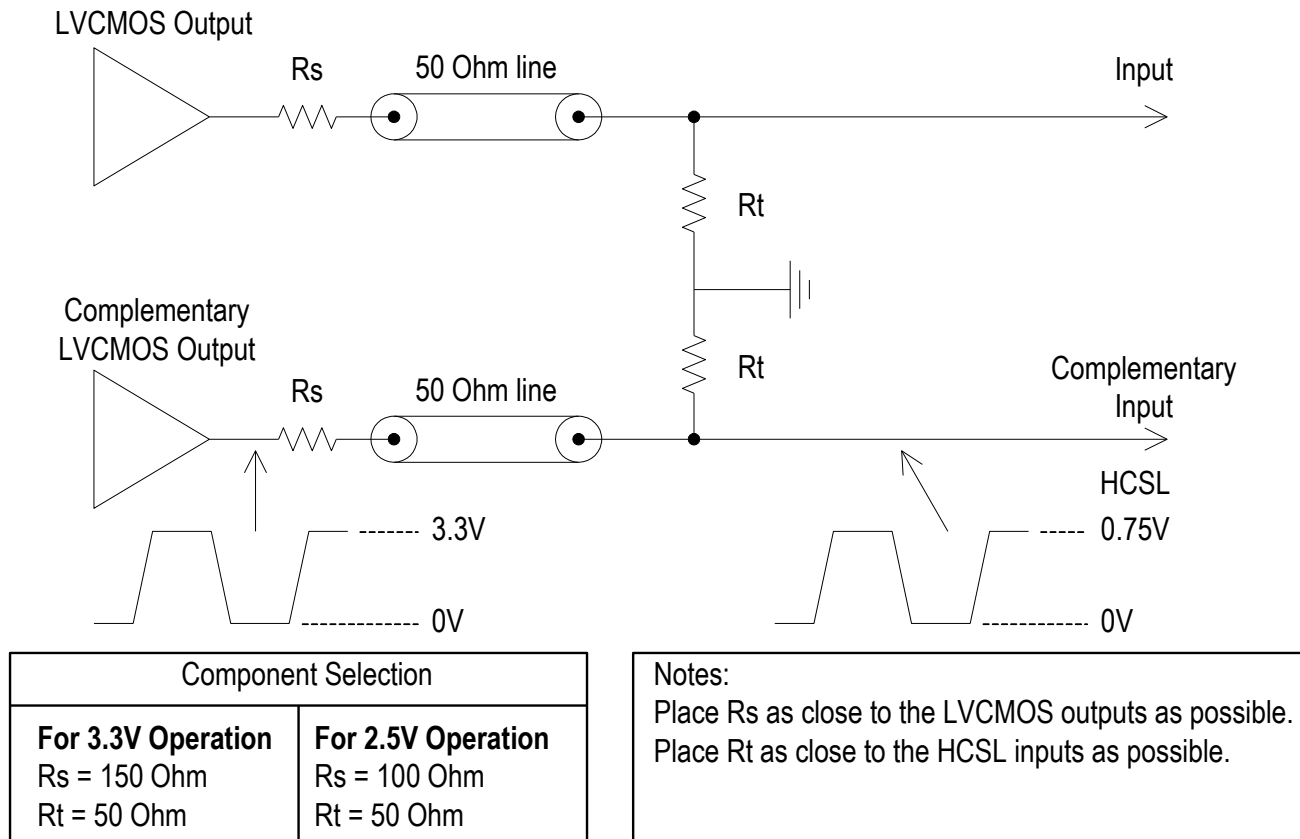 LVCMOS Output
Rs
50 Ohm line
Input
Rt
Complementary
LVCMOS Output
Rs
50 Ohm line
Rt
Complementary
Input
HCSL
3.3V
0V
0.75V
0V
Component Selection
For 3.3V Operation
Rs = 150 Ohm
Rt = 50 Ohm
For 2.5V Operation
Rs = 100 Ohm
Rt = 50 Ohm
Notes:
Place Rs as close to the LVCMOS outputs as possible.
Place Rt as close to the HCSL inputs as possible.